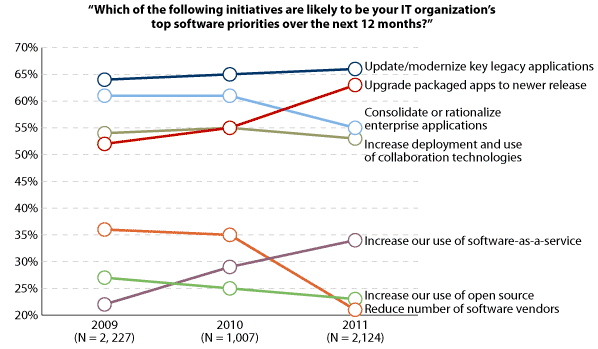 “Which of the following initiatives are likely to be your IT organization’s
top software priorities over the next 12 months?”
70%
65%
60%
55%
50%
45%
40%
35%
30%
25%
20%
Update/modernize key legacy applications
Upgrade packaged apps to newer release
Consolidate or rationalize
enterprise applications
Increase deployment and use
of collaboration technologies
Increase our use of software-as-a-service
Increase our use of open source
Reduce number of software vendors
2009
(N = 2, 227)
2010
(N = 1,007)
2011
(N = 2,124)